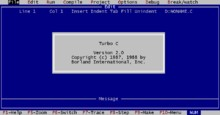 File Edit Run Compile Project Options Debug Break/watch
Edit
Line 1 Col 1 Insert Indent Tab Fill Unindent D:NONAME.C
Turbo C
Version 2.0
Copyright (c) 1987, 1988 by
Borland International, Inc.
Message
F1-Help F5-Zoom F6-Switch F7-Trace F8-Step F9-Make F10-Menu NUM